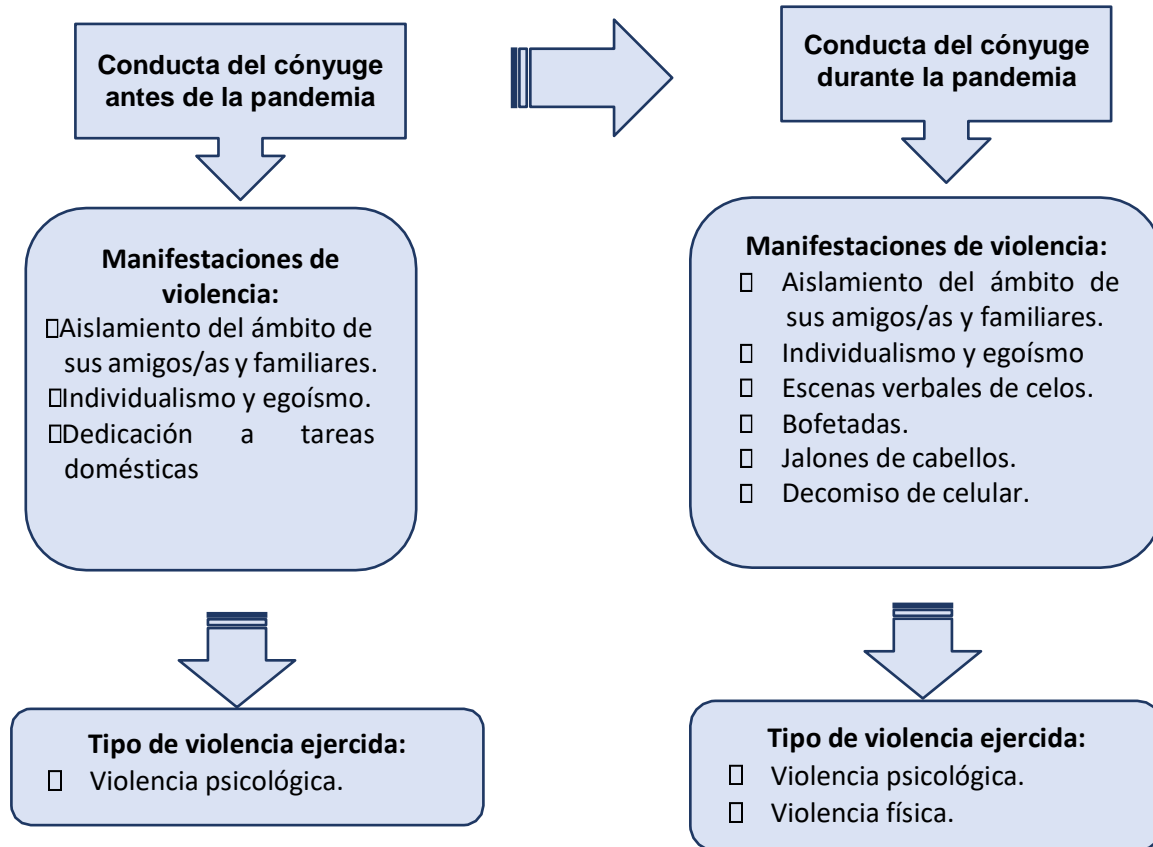 Conducta del cónyuge
antes de la pandemia
Manifestaciones de
violencia:
Aislamiento del ámbito de
sus amigos/as y familiares.
Individualismo y egoísmo.
Dedicación a tareas
domésticas
Tipo de violencia ejercida:
Violencia psicológica.
Conducta del cónyuge
durante la pandemia
Manifestaciones de violencia:
Aislamiento del ámbito de
sus amigos/as y familiares.
Individualismo y egoísmo
Escenas verbales de celos.
Bofetadas.
Jalones de cabellos.
Decomiso de celular.
Tipo de violencia ejercida:
Violencia psicológica.
Violencia física.